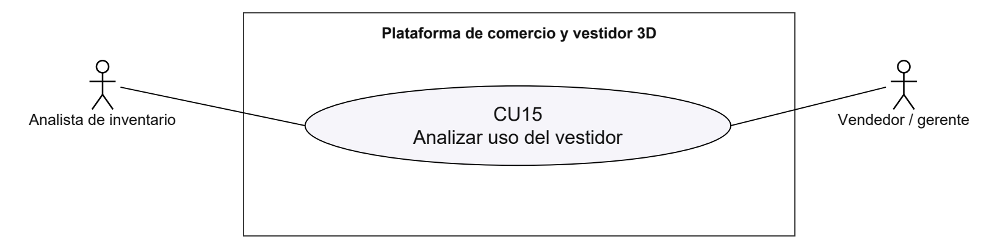 Plataforma de comercio y vestidor 3D
CU15
Analizar uso del vestidor
Analista de inventario
Vendedor / gerente